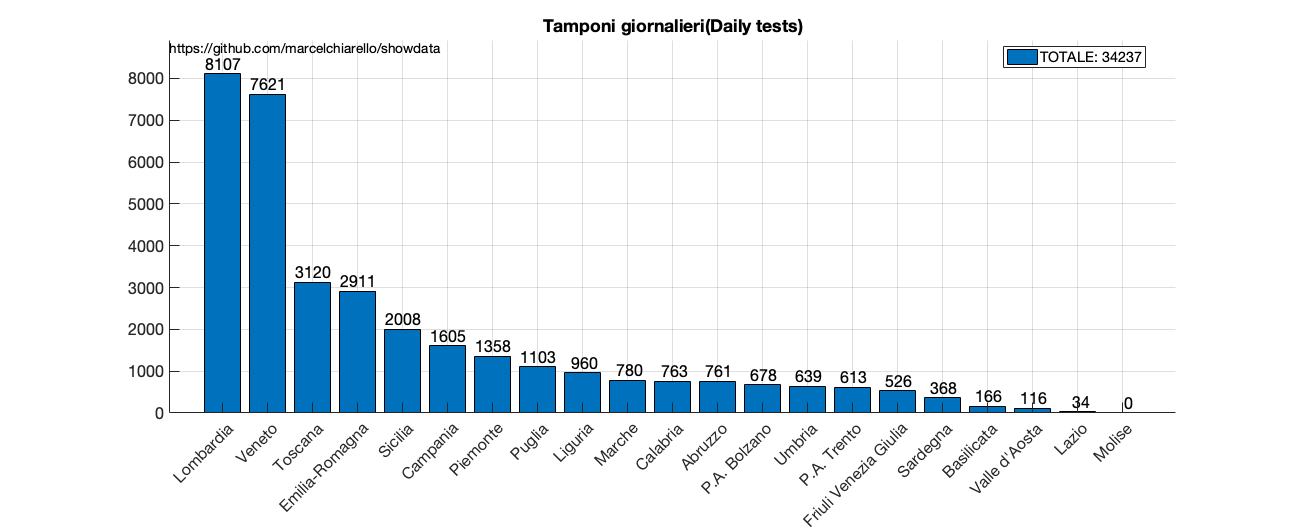 Tamponi giornalieri(Daily tests)
https://github.com/marcelchiarello/showdata
TOTALE: 34237
8000
7000
6000
5000
4000
3000
2000
1000
0
8107
7621
3120
2911
2008
1605
1358
1103
960
780
763
761
678
639
613
526
368
166
116
34
0
Lombardia
Veneto
Toscana
Emilia-Romagna
Sicilia
Campania
Piemonte
Puglia
Liguria
Marche
Calabria
Abruzzo
P.A. Bolzano
Umbria
P.A. Trento
Friuli Venezia Giulia
Sardegna
Basilicata
Valle d'Aosta
Lazio
Molise